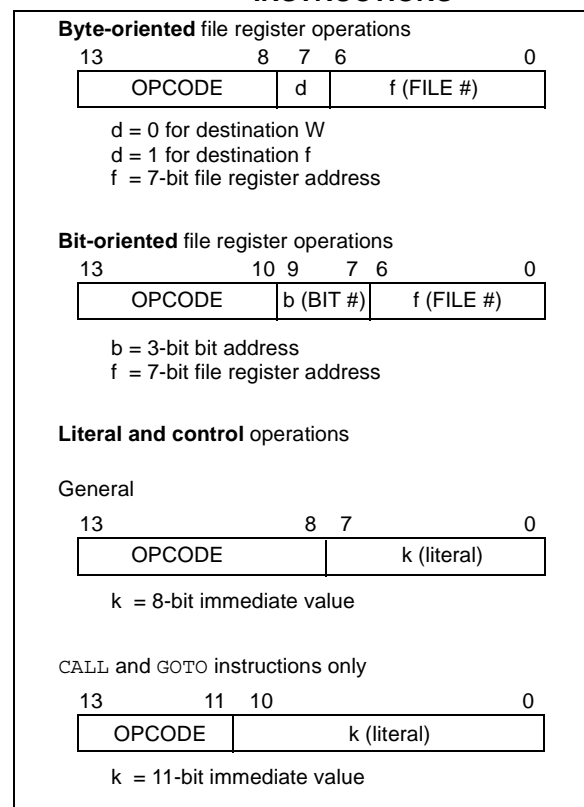 INSTRUCTIONS
Byte-oriented file register operations
13 8 7 6 0
OPCODE d f (FILE #)
d = 0 for destination W
d = 1 for destination f
f = 7-bit file register address
Bit-oriented file register operations
13 10 9 7 6 0
OPCODE b (BIT #) f (FILE #)
b = 3-bit bit address
f = 7-bit file register address
Literal and control operations
General
13 8 7 0
OPCODE k (literal)
k = 8-bit immediate value
CALL and GOTO instructions only
13 11 10 0
OPCODE k (literal)
k = 11-bit immediate value